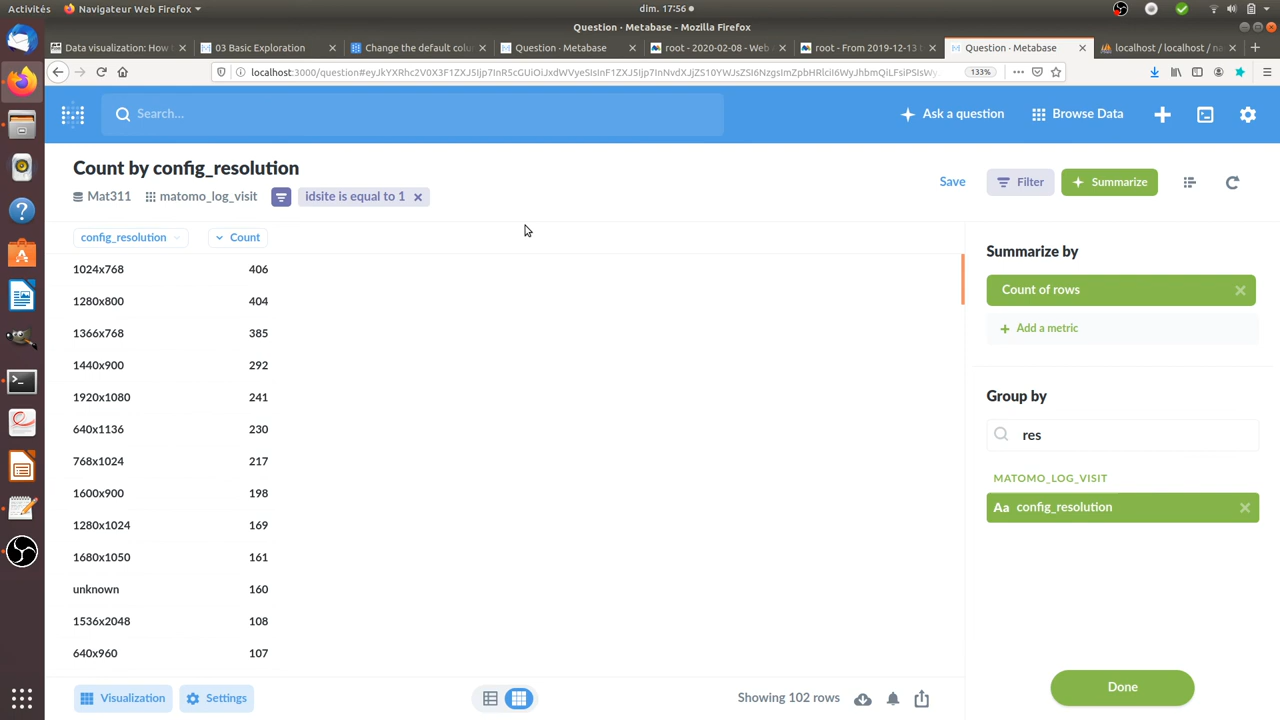 Activités Navigateur Web Firefox dim. 17:56
Question · Metabase - Mozilla Firefox
Data visualization: How 03 Basic Exploration Change the default colu Question · Metabase root - 2020-02-08 - Web root - From 2019-12-13 Question · Metabase localhost / localhost / na
133%
Search...
Ask a question Browse Data
Count by config_resolution
Mat311 matomo_log_visit idsite is equal to 1
Save Filter Summarize
config_resolution Count
1024x768 406
1280x800 404
1366x768 385
1440x900 292
1920x1080 241
640x1136 230
768x1024 217
1600x900 198
1280x1024 169
1680x1050 161
unknown 160
1536x2048 108
640x960 107
Summarize by
Count of rows
Add a metric
Group by
res
MATOMO_LOG_VISIT
Aa config_resolution
Done
Visualization Settings
Showing 102 rows